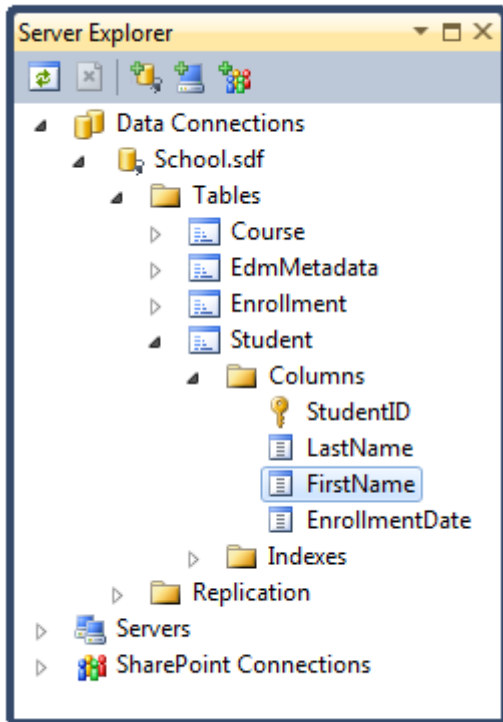 Server Explorer
Data Connections
School.sdf
Tables
Course
EdmMetadata
Enrollment
Student
Columns
StudentID
LastName
FirstName
EnrollmentDate
Indexes
Replication
Servers
SharePoint Connections